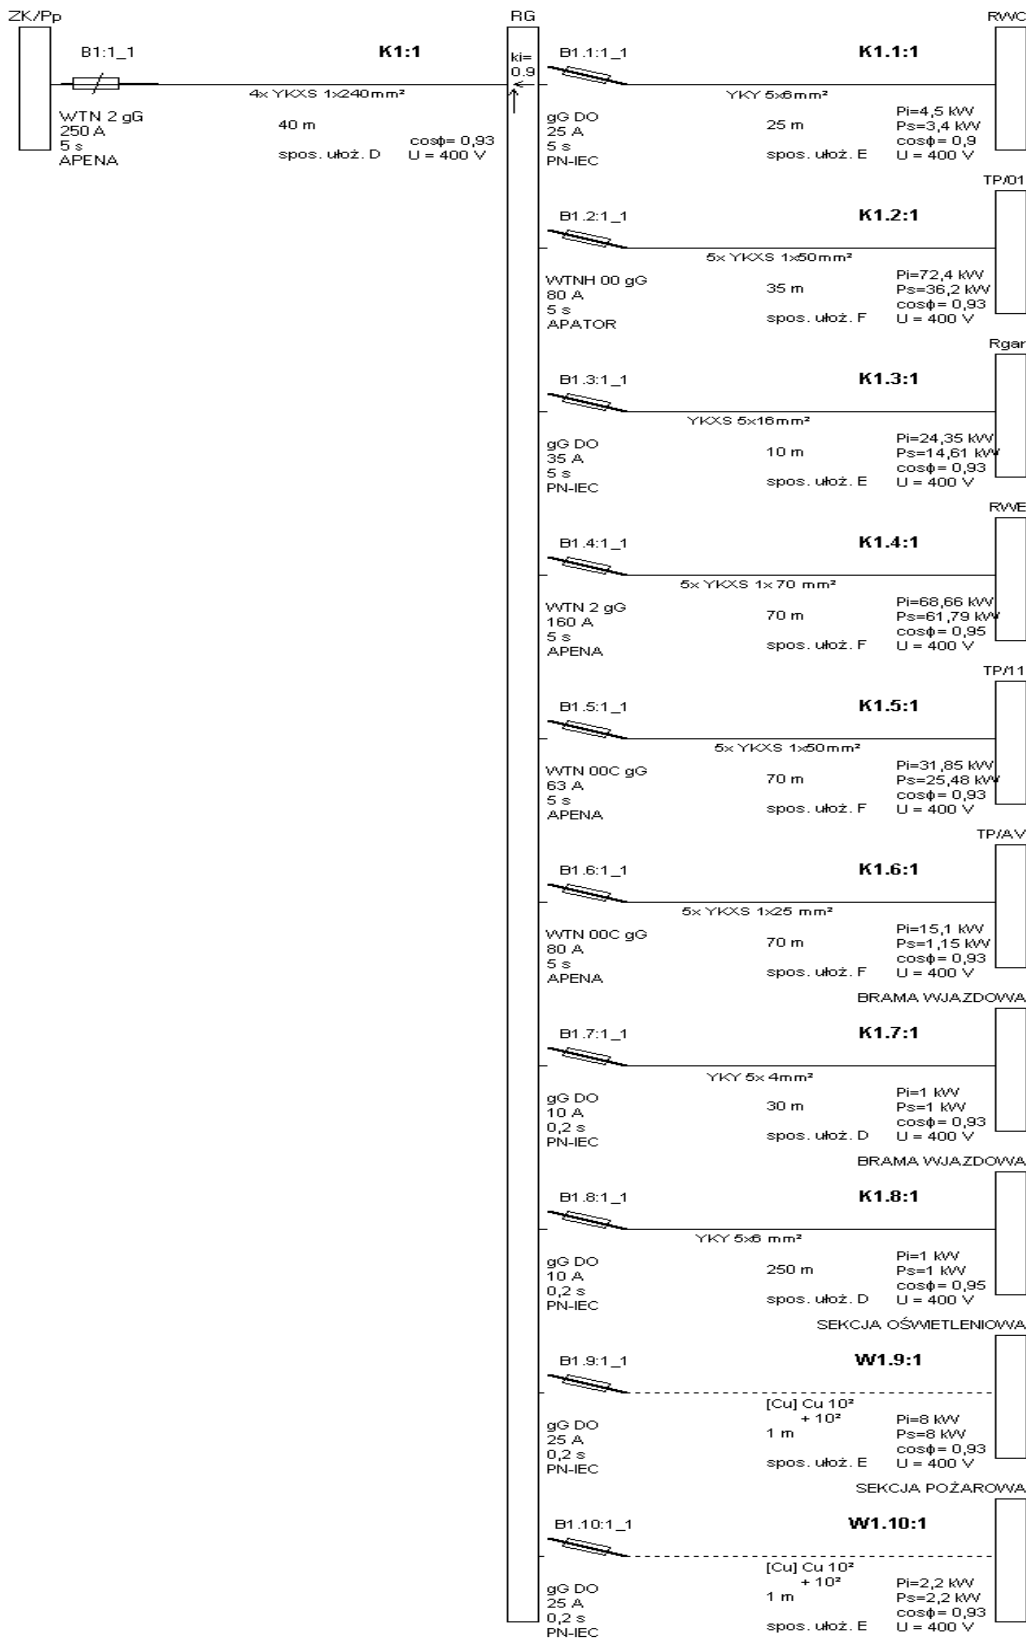 ZK/Pp
B1:1_1
K1:1
4x YKXS 1x240mm²
WTN 2 gG
250 A
5 s
APENA
40 m
spos. ułoż. D
cosϕ= 0,93
U = 400 V
RG
ki=
0.9
RWC
B1.1:1_1
K1.1:1
YKY 5x6mm²
gG DO
25 A
5 s
PN-IEC
25 m
spos. ułoż. E
Pi=4,5 kW
Ps=3,4 kW
cosϕ= 0,9
U = 400 V
TP/01
B1.2:1_1
K1.2:1
5x YKXS 1x50mm²
WTNH 00 gG
80 A
5 s
APATOR
35 m
spos. ułoż. F
Pi=72,4 kW
Ps=36,2 kW
cosϕ= 0,93
U = 400 V
Rgar
B1.3:1_1
K1.3:1
YKXS 5x16mm²
gG DO
35 A
5 s
PN-IEC
10 m
spos. ułoż. E
Pi=24,35 kW
Ps=14,61 kW
cosϕ= 0,93
U = 400 V
RWE
B1.4:1_1
K1.4:1
5x YKXS 1x 70 mm²
WTN 2 gG
160 A
5 s
APENA
70 m
spos. ułoż. F
Pi=68,66 kW
Ps=61,79 kW
cosϕ= 0,95
U = 400 V
TP/11
B1.5:1_1
K1.5:1
5x YKXS 1x50mm²
WTN 00C gG
63 A
5 s
APENA
70 m
spos. ułoż. F
Pi=31,85 kW
Ps=25,48 kW
cosϕ= 0,93
U = 400 V
TP/AV
B1.6:1_1
K1.6:1
5x YKXS 1x25 mm²
WTN 00C gG
80 A
5 s
APENA
70 m
spos. ułoż. F
Pi=15,1 kW
Ps=1,15 kW
cosϕ= 0,93
U = 400 V
BRAMA WJAZDOWA
B1.7:1_1
K1.7:1
YKY 5x 4mm²
gG DO
10 A
0,2 s
PN-IEC
30 m
spos. ułoż. D
Pi=1 kW
Ps=1 kW
cosϕ= 0,93
U = 400 V
BRAMA WJAZDOWA
B1.8:1_1
K1.8:1
YKY 5x6 mm²
gG DO
10 A
0,2 s
PN-IEC
250 m
spos. ułoż. D
Pi=1 kW
Ps=1 kW
cosϕ= 0,95
U = 400 V
SEKCJA OŚWIETLENIOWA
B1.9:1_1
W1.9:1
[Cu] Cu 10²
+ 10²
gG DO
25 A
0,2 s
PN-IEC
1 m
spos. ułoż. E
Pi=8 kW
Ps=8 kW
cosϕ= 0,93
U = 400 V
SEKCJA POŻAROWA
B1.10:1_1
W1.10:1
[Cu] Cu 10²
+ 10²
gG DO
25 A
0,2 s
PN-IEC
1 m
spos. ułoż. E
Pi=2,2 kW
Ps=2,2 kW
cosϕ= 0,93
U = 400 V